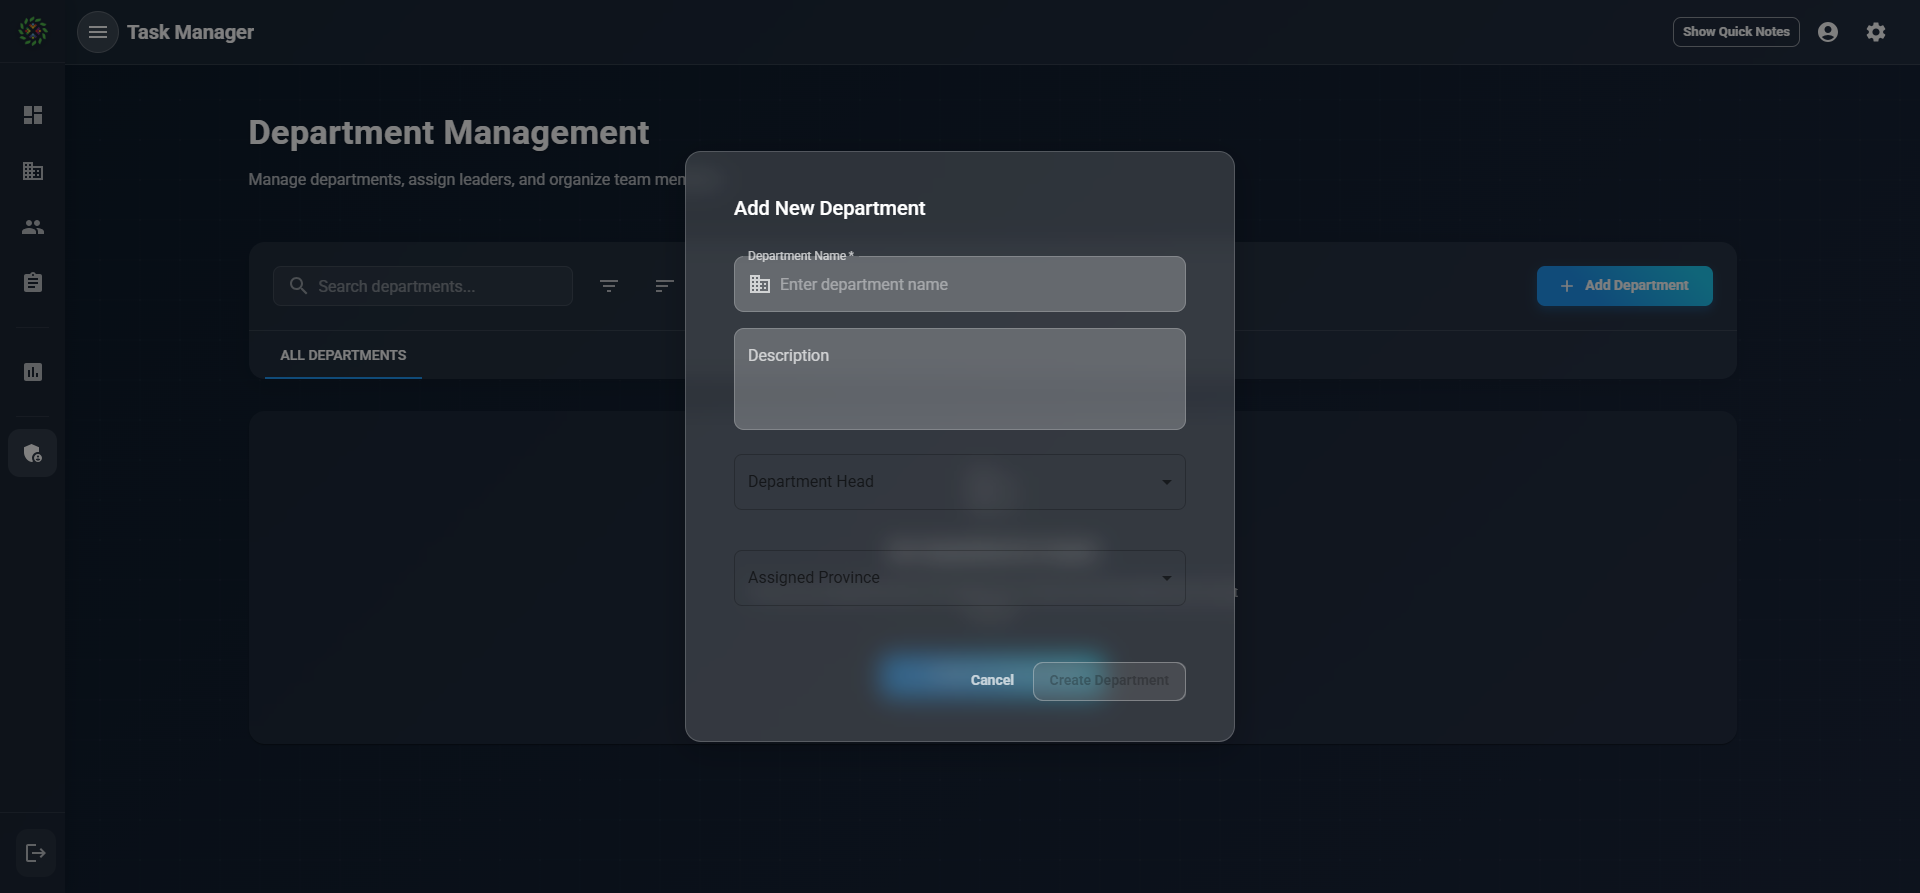 Task Manager
Show Quick Notes
Department Management
Manage departments, assign leaders, and organize team
Search departments...
Add Department
ALL DEPARTMENTS
Add New Department
Department Name *
Enter department name
Description
Department Head
Assigned Province
Cancel
Create Department